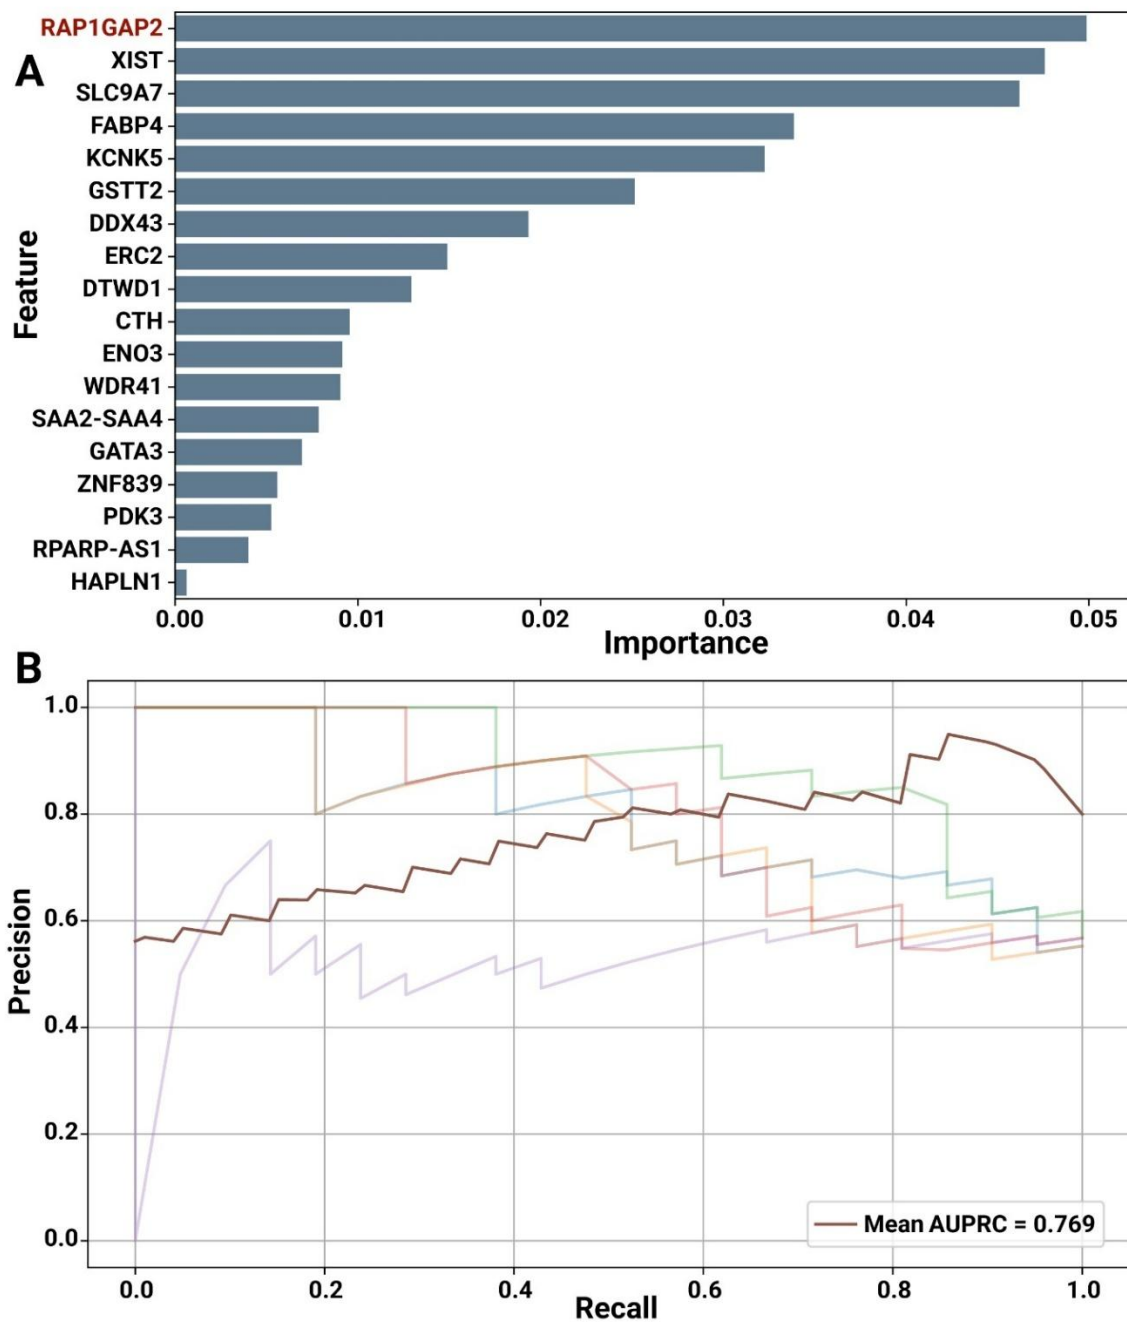 A
Feature
RAP1GAP2
XIST
SLC9A7
FABP4
KCNK5
GSTT2
DDX43
ERC2
DTWD1
CTH
ENO3
WDR41
SAA2-SAA4
GATA3
ZNF839
PDK3
RPARP-AS1
HAPLN1
0.00 0.01 0.02 0.03 0.04 0.05
Importance
B
Precision
1.0
0.8
0.6
0.4
0.2
0.0
Mean AUPRC = 0.769
0.0 0.2 0.4 0.6 0.8 1.0
Recall